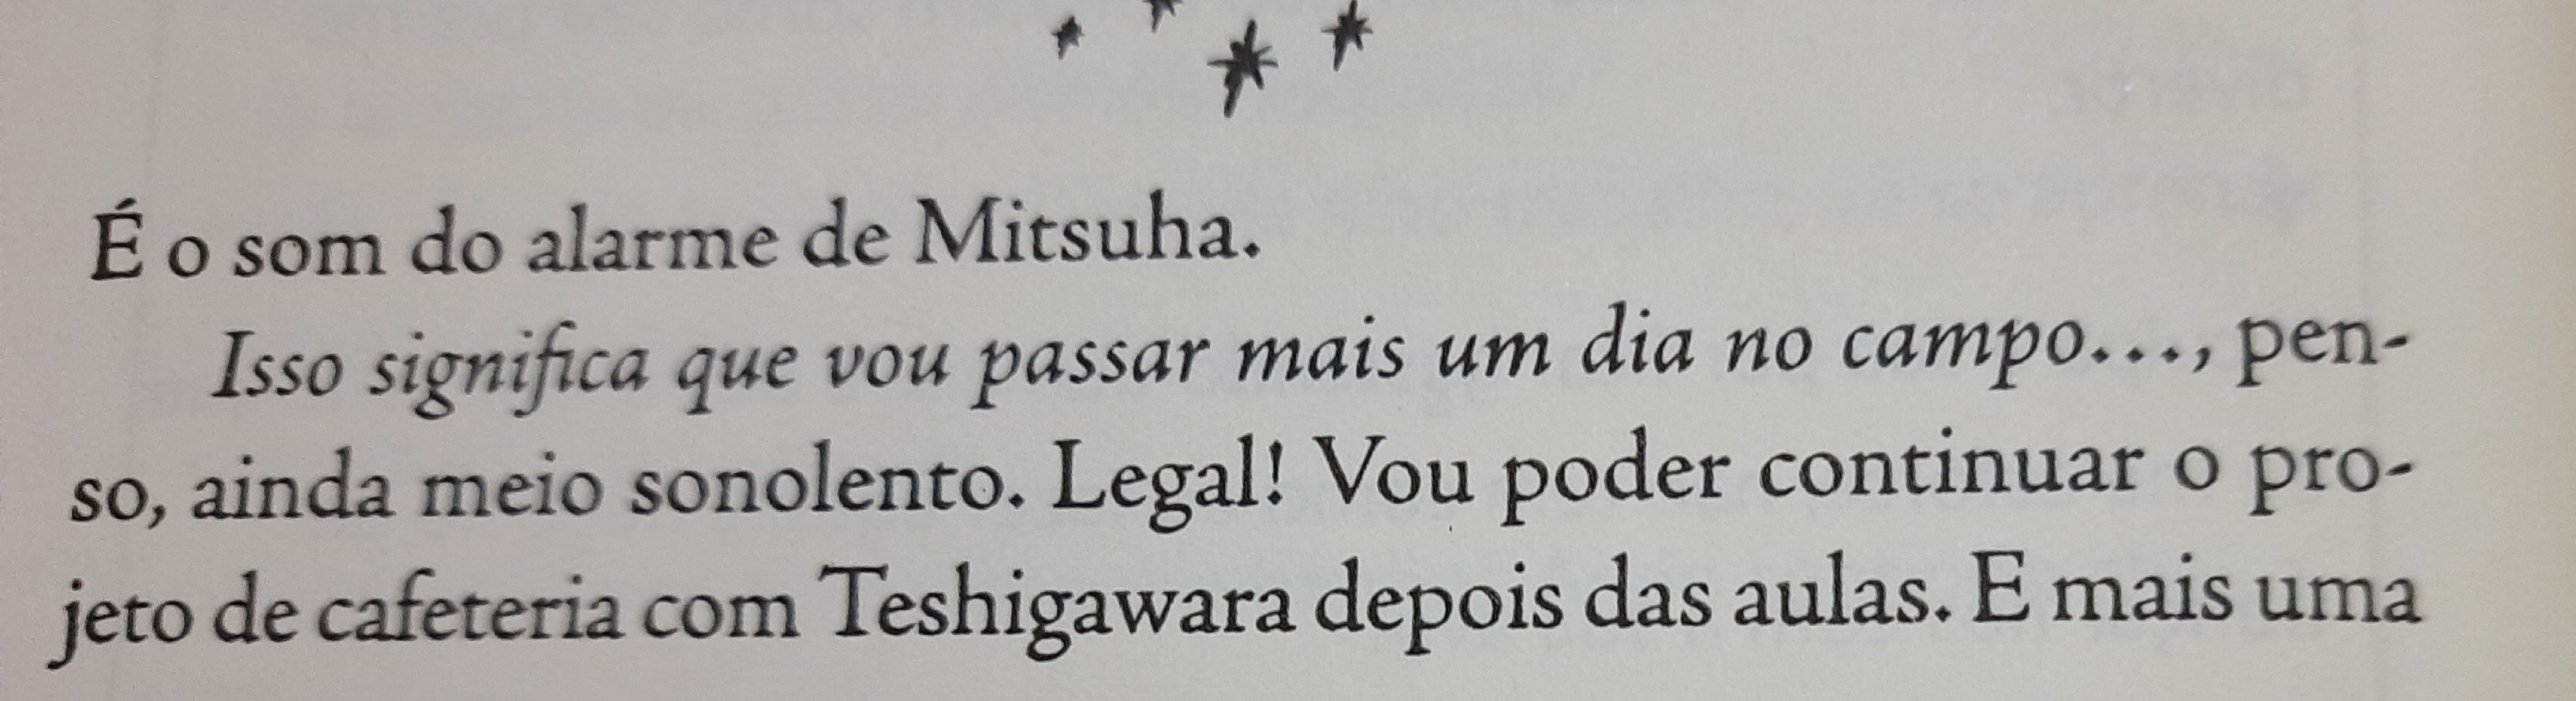 É o som do alarme de Mitsuha.
Isso significa que vou passar mais um dia no campo..., pen-
so, ainda meio sonolento. Legal! Vou poder continuar o pro-
jeto de cafeteria com Teshigawara depois das aulas. E mais uma